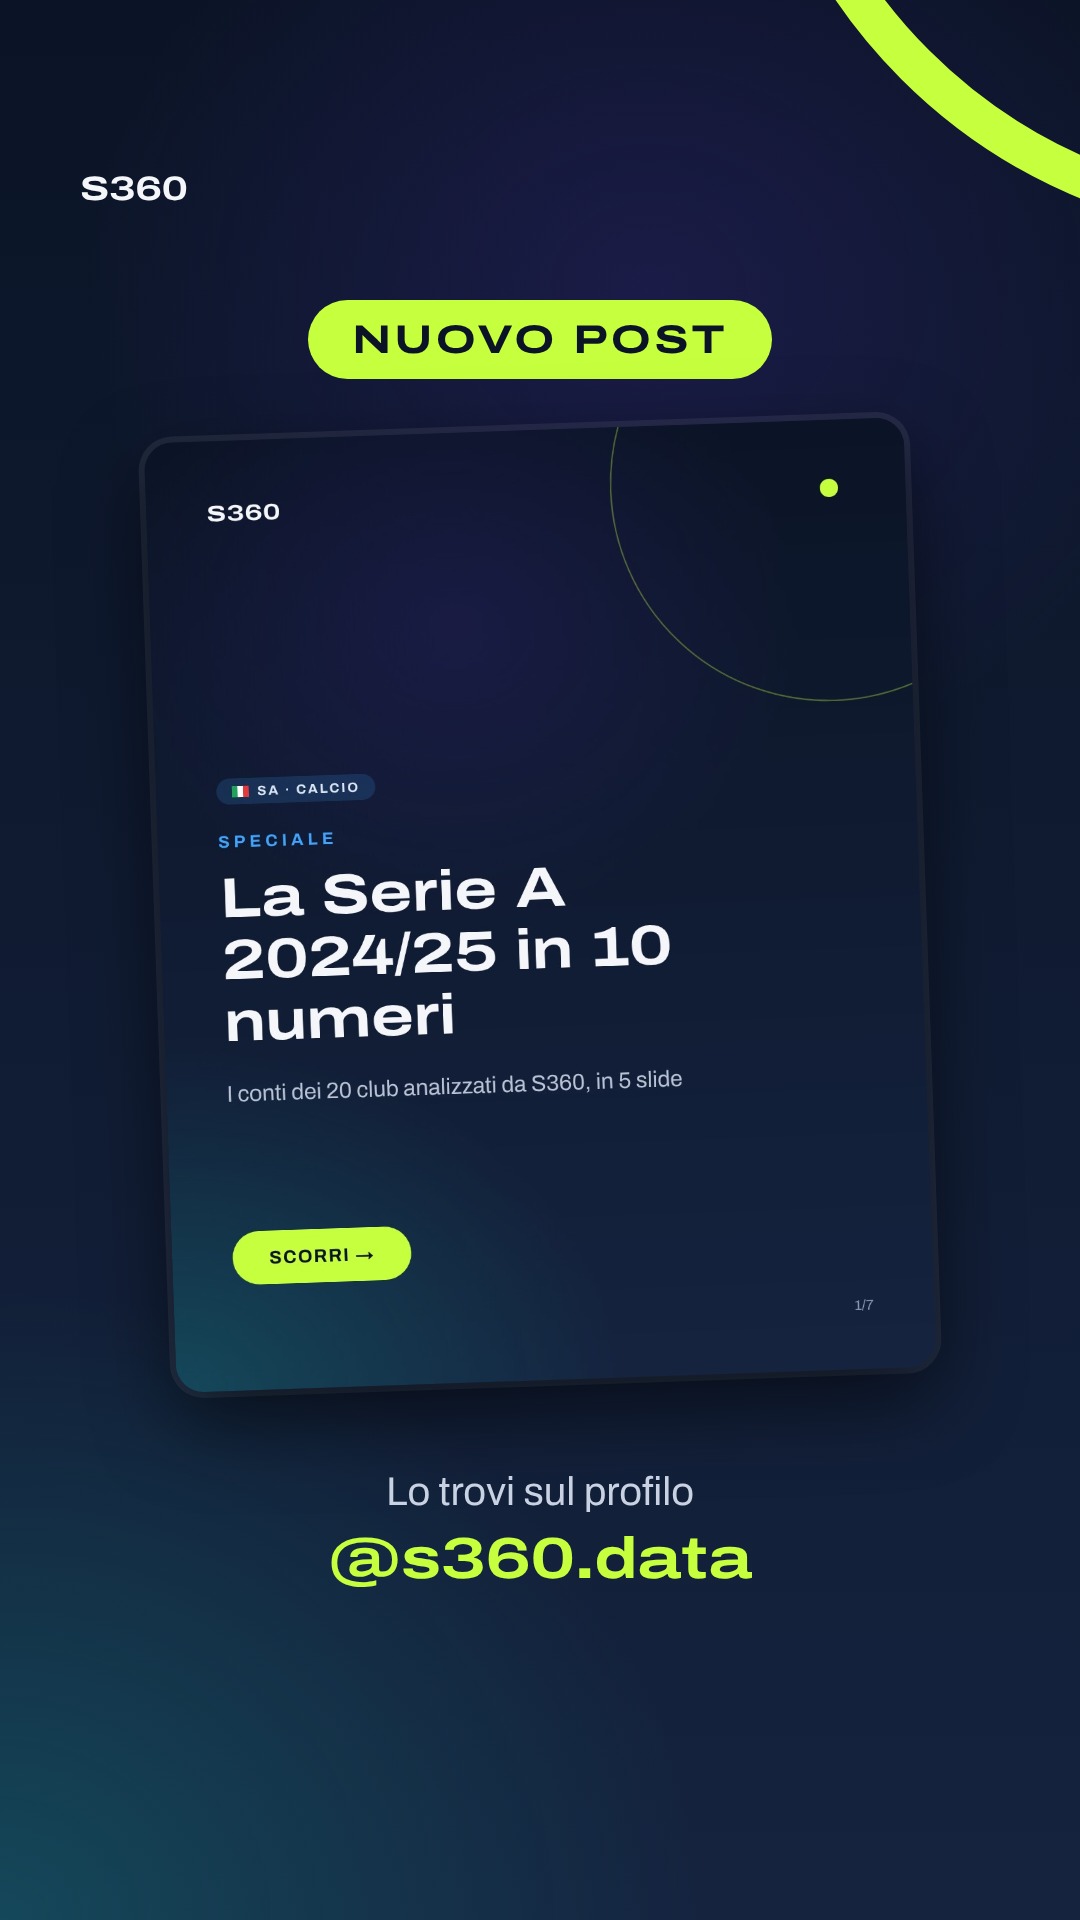 S360
NUOVO POST
S360
SA · CALCIO
SPECIALE
La Serie A
2024/25 in 10
numeri
I conti dei 20 club analizzati da S360, in 5 slide
SCORRI →
1/7
Lo trovi sul profilo
@s360.data